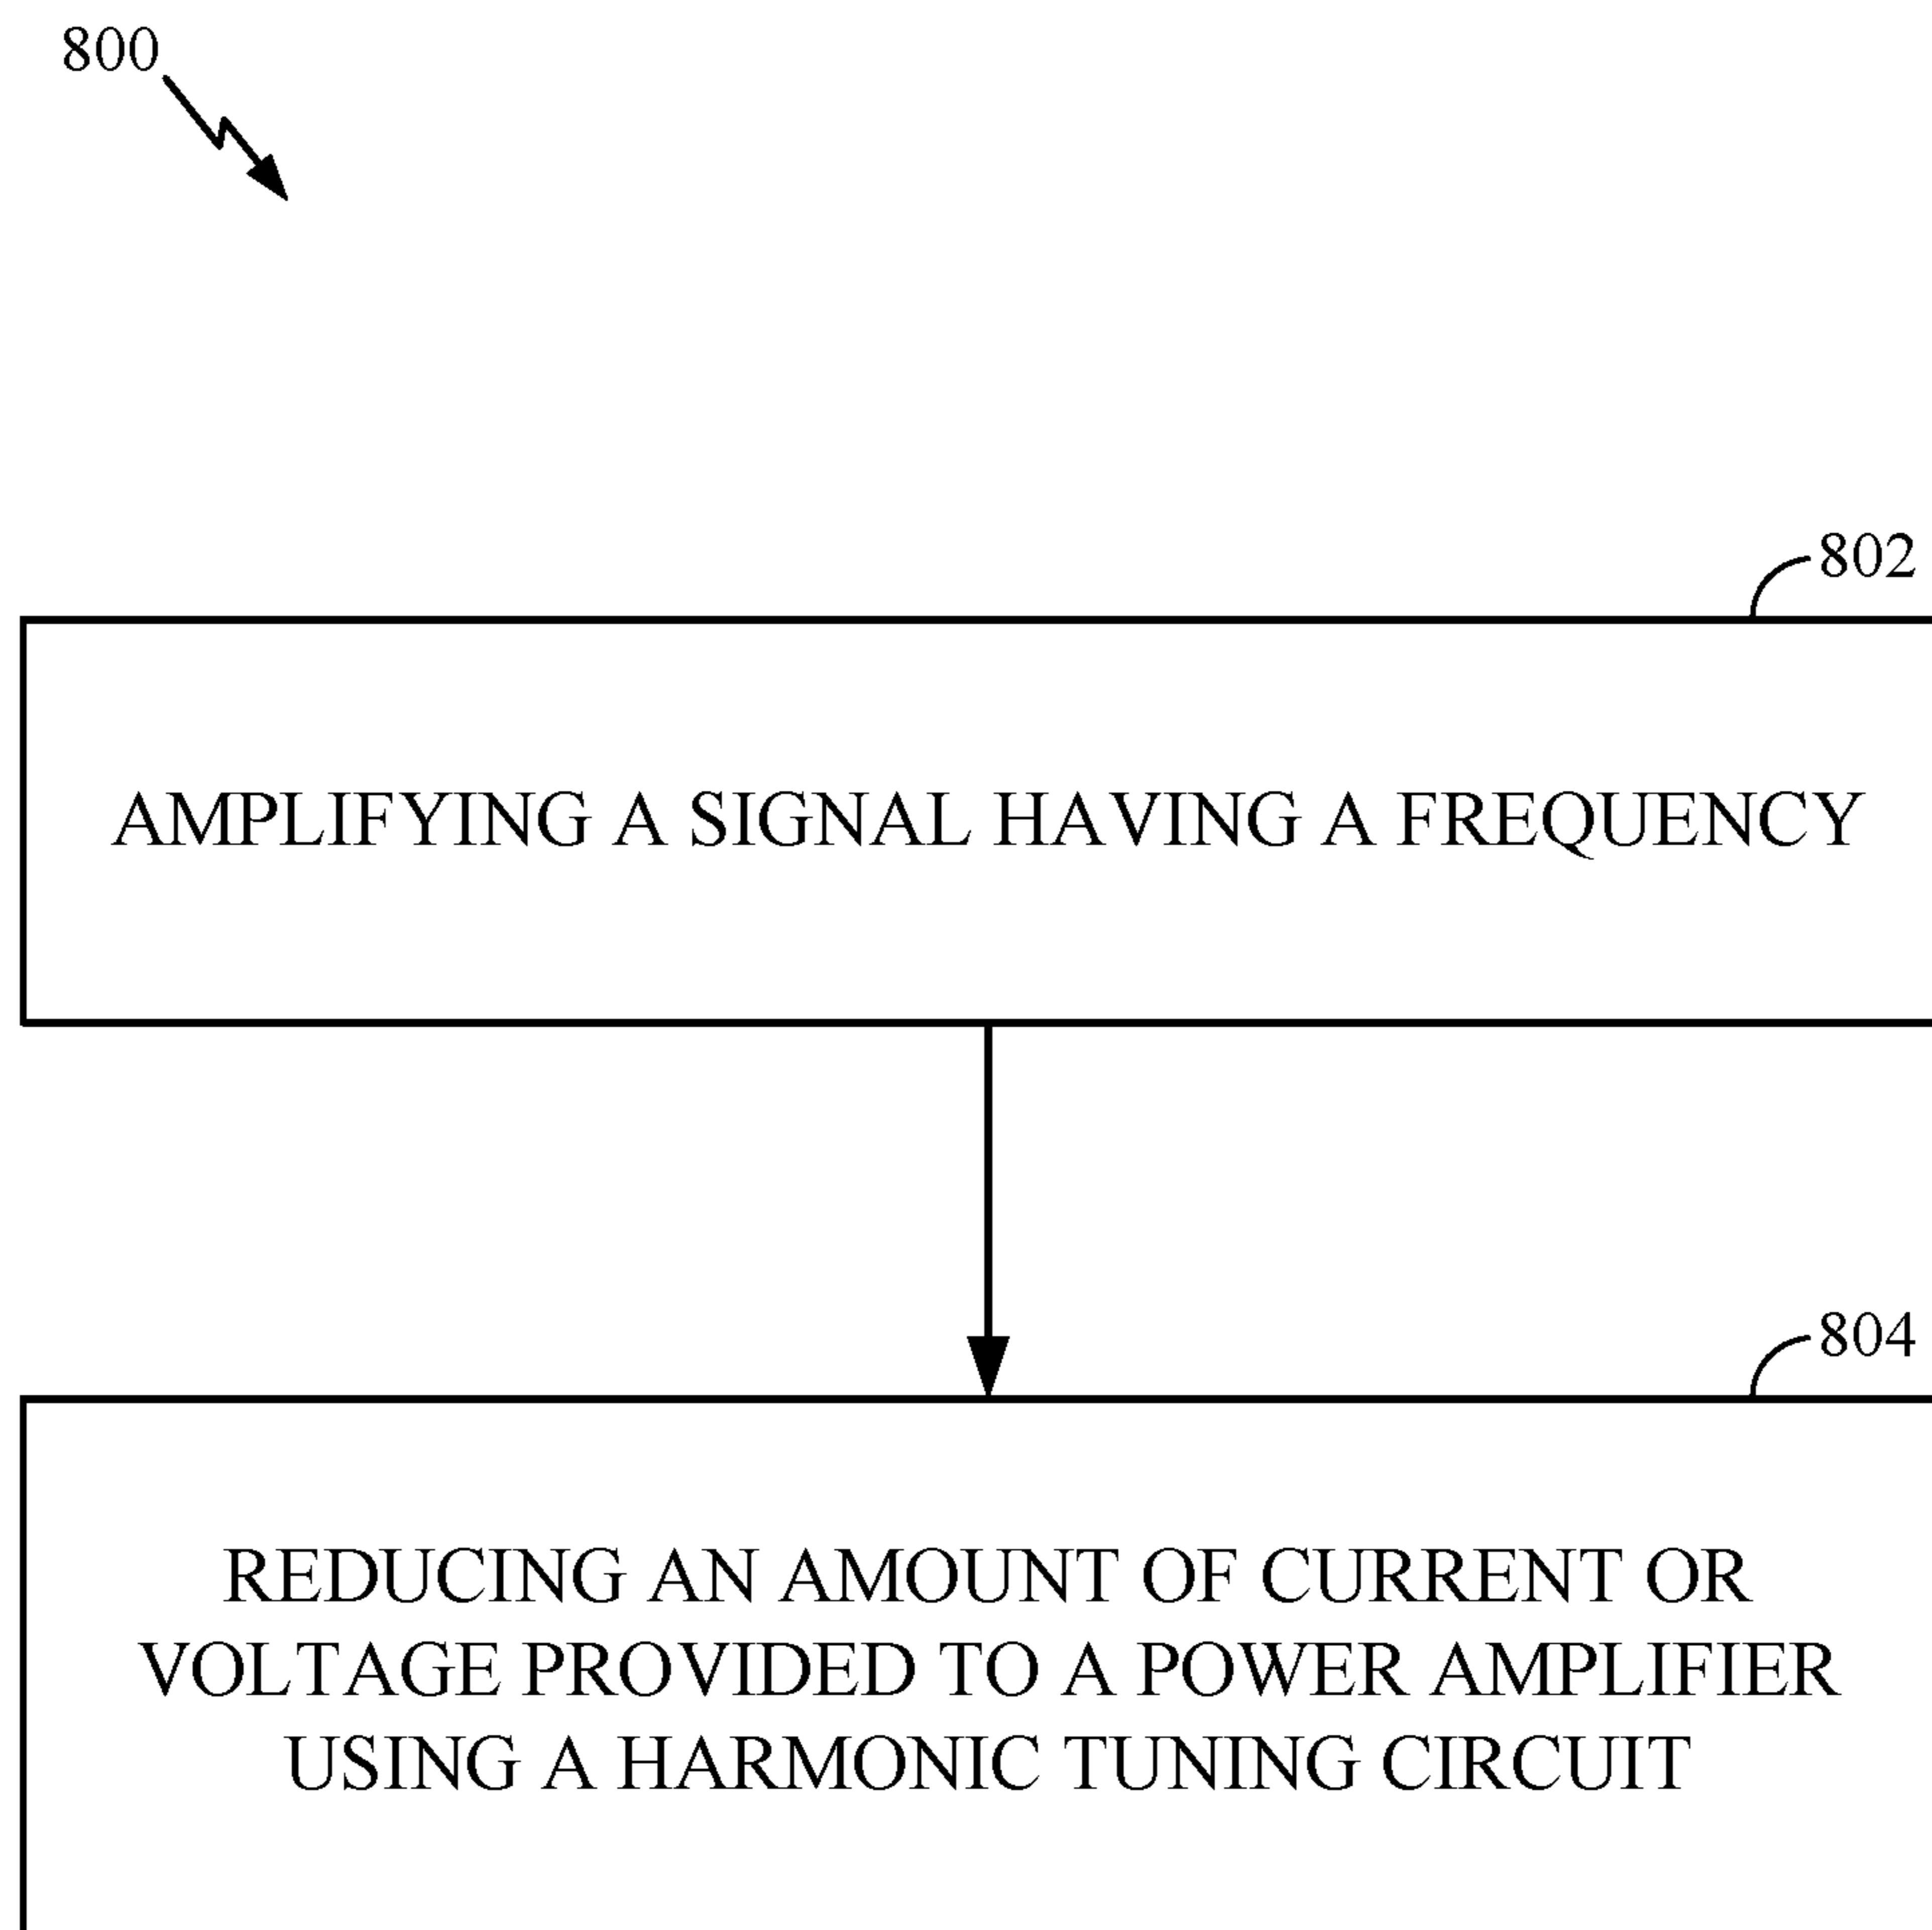 800
802
AMPLIFYING A SIGNAL HAVING A FREQUENCY
804
REDUCING AN AMOUNT OF CURRENT OR
VOLTAGE PROVIDED TO A POWER AMPLIFIER
USING A HARMONIC TUNING CIRCUIT